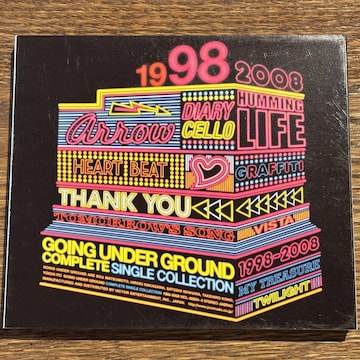 1998 2008
Arrow
DIARY
CELLO
HUMMING
LIFE
HEART BEAT
GRAFFITI
THANK YOU
TOMORROW'S SONG
VISTA
GOING UNDER GROUND
COMPLETE SINGLE COLLECTION
1998-2008
MY TREASURE
TWILIGHT